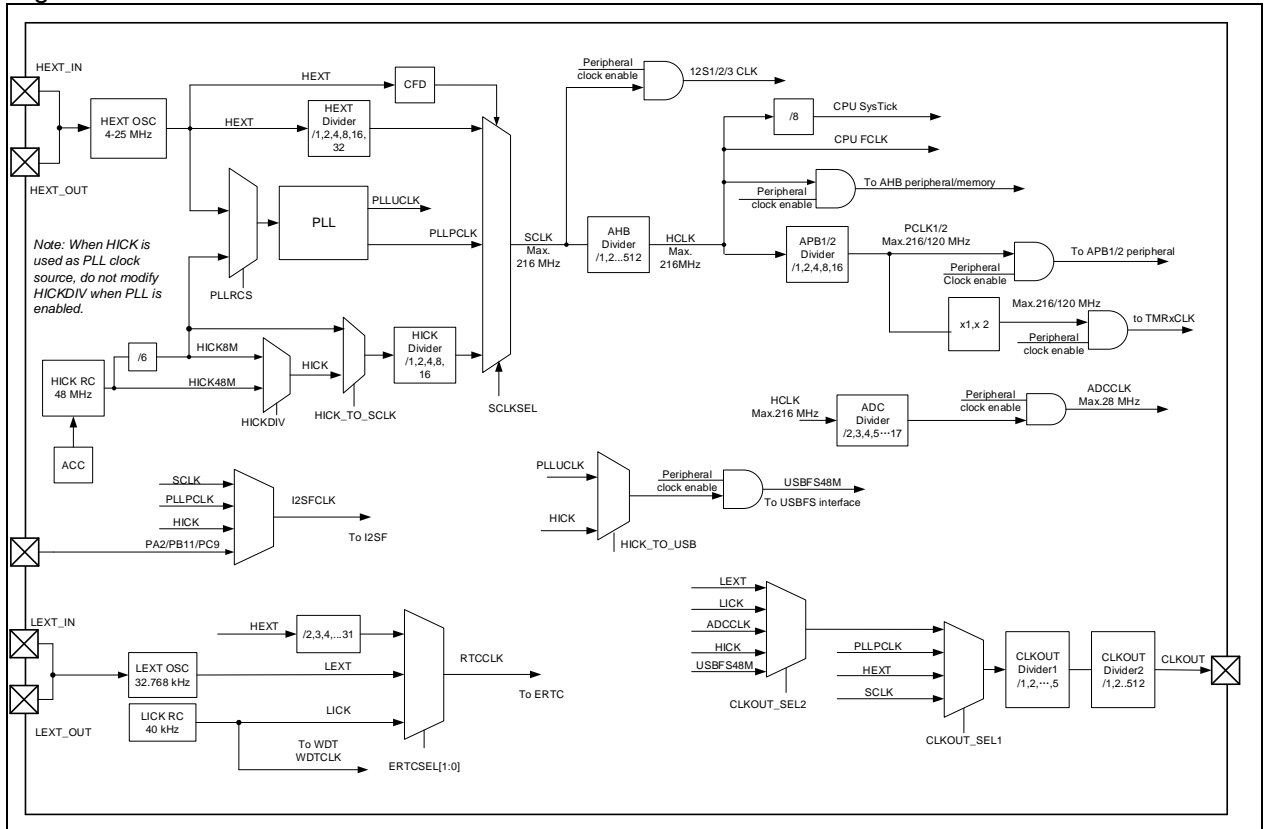 HEXT_IN
HEXT_OUT
HEXT OSC
4-25 MHz
HEXT
CFD
HEXT
HEXT
Divider
/1,2,4,8,16,
32
PLL
PLLUCLK
PLLPCLK
PLLRCS
Note: When HICK is
used as PLL clock
source, do not modify
HICKDIV when PLL is
enabled.
HICK RC
48 MHz
ACC
/6
HICK8M
HICK48M
HICKDIV
HICK
HICK_TO_SCLK
HICK
Divider
/1,2,4,8,
16
SCLKSEL
SCLK
Max.
216 MHz
Peripheral
clock enable
12S1/2/3 CLK
AHB
Divider
/1,2...512
HCLK
Max.
216MHz
/8
CPU SysTick
CPU FCLK
Peripheral
clock enable
To AHB peripheral/memory
APB1/2
Divider
/1,2,4,8,16
PCLK1/2
Max.216/120 MHz
Peripheral
Clock enable
To APB1/2 peripheral
x1,x 2
Max.216/120 MHz
Peripheral
clock enable
to TMRxCLK
HCLK
Max.216 MHz
ADC
Divider
/2,3,4,5···17
Peripheral
clock enable
ADCCLK
Max.28 MHz
SCLK
PLLPCLK
HICK
PA2/PB11/PC9
I2SFCLK
To I2SF
PLLUCLK
HICK
HICK_TO_USB
Peripheral
clock enable
USBFS48M
To USBFS interface
LEXT_IN
LEXT_OUT
LEXT OSC
32.768 kHz
LICK RC
40 kHz
HEXT
/2,3,4,...31
LEXT
LICK
To WDT
WDTCLK
ERTCSEL[1:0]
RTCCLK
To ERTC
LEXT
LICK
ADCCLK
HICK
USBFS48M
CLKOUT_SEL2
PLLPCLK
HEXT
SCLK
CLKOUT_SEL1
CLKOUT
Divider1
/1,2,···,5
CLKOUT
Divider2
/1,2..512
CLKOUT